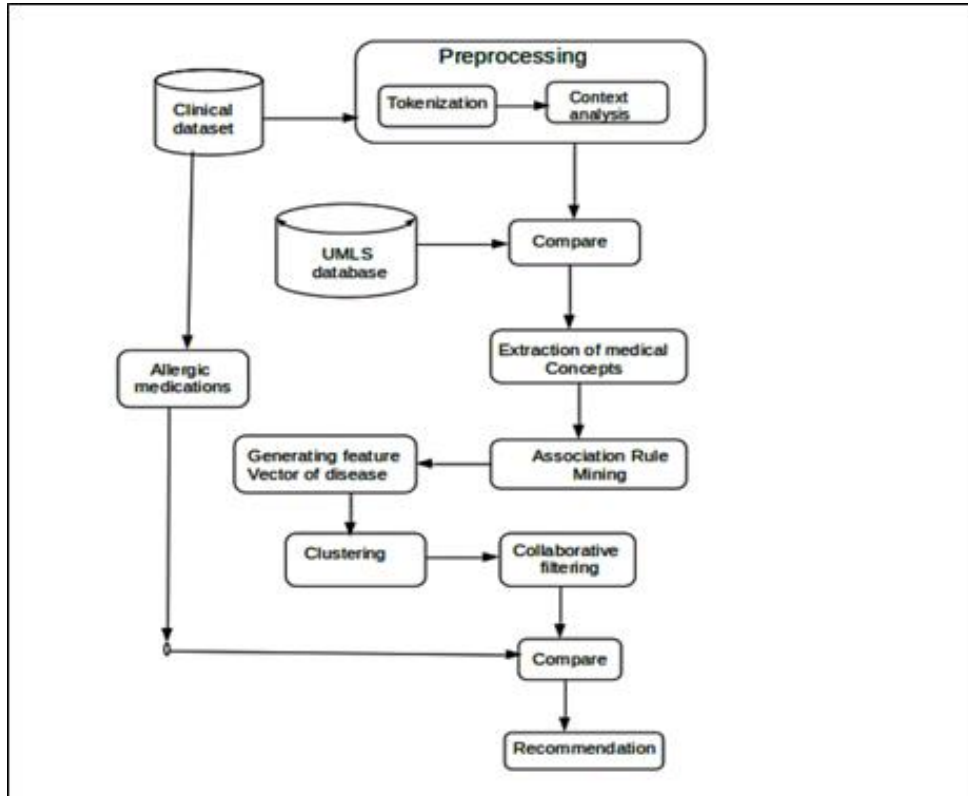 Preprocessing
Tokenization
Context
analysis
Clinical
dataset
UMLS
database
Compare
Extraction of medical
Concepts
Allergic
medications
Association Rule
Mining
Generating feature
Vector of disease
Clustering
Collaborative
filtering
Compare
Recommendation